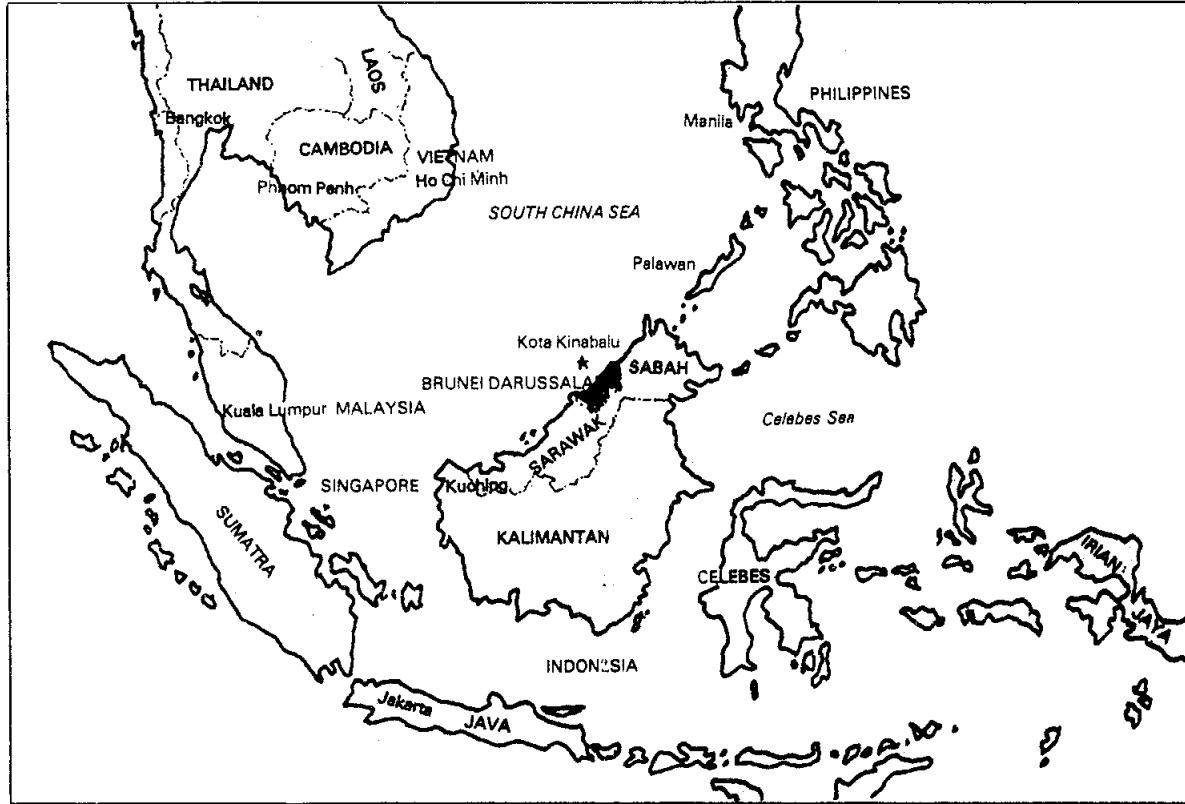 LAOS
THAILAND
PHILIPPINES
Bangkok
Manila
CAMBODIA
VIETNAM
Phnom Penh
Ho Chi Minh
SOUTH CHINA SEA
Palawan
Kota Kinabalu
SABAH
BRUNEI DARUSSALA
Kuala Lumpur MALAYSIA
Celebes Sea
SARAWAK
SINGAPORE
Kuching
SUMATRA
KALIMANTAN
IRIAN
CELEBES
JAYA
INDONESIA
Jakarta
JAVA